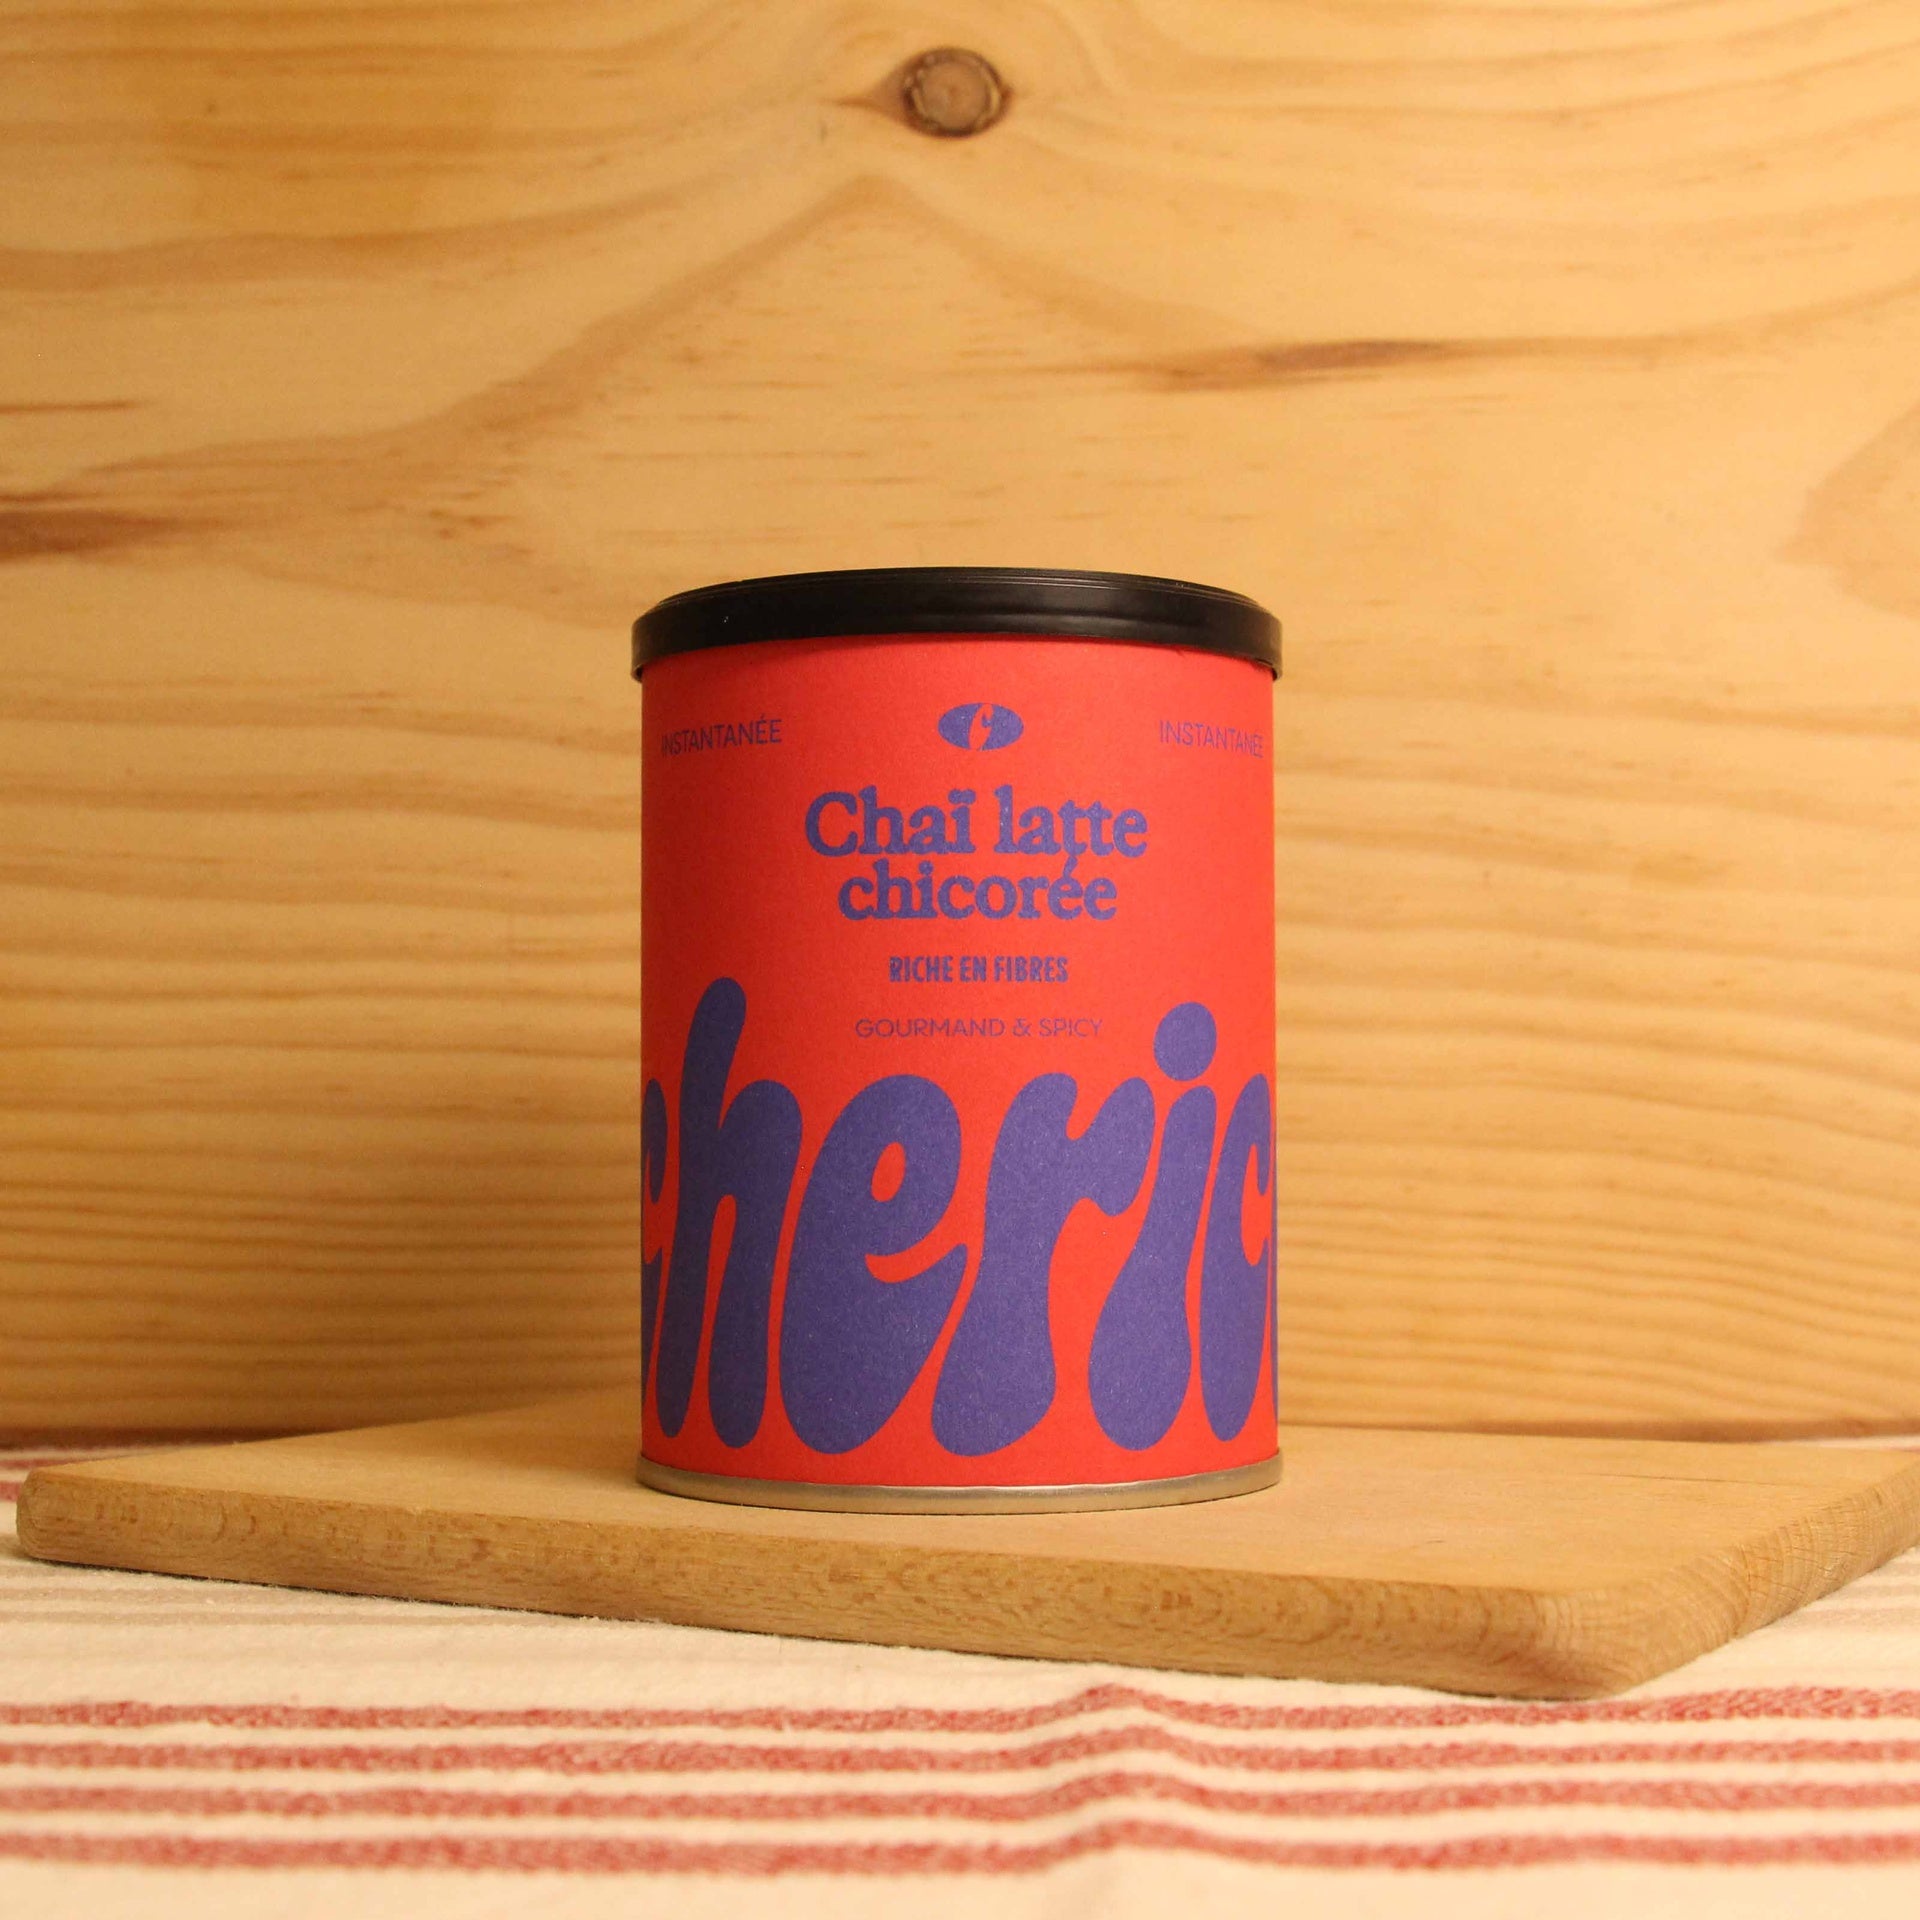 INSTANTANÉE
INSTANTANÉE
Chaï latte
chicorée
RICHE EN FIBRES
GOURMAND & SPICY
cheric